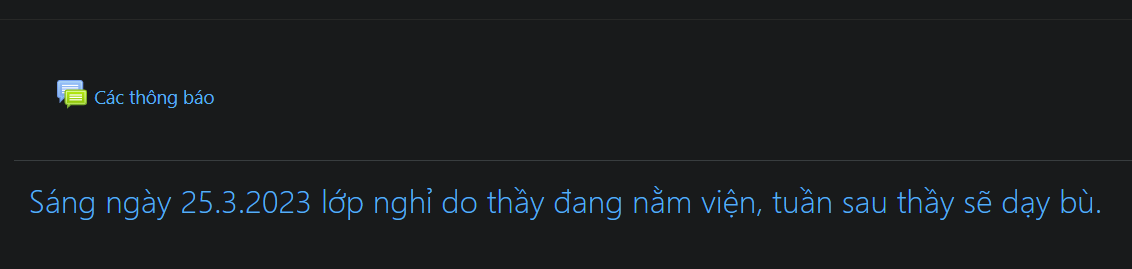 Các thông báo
Sáng ngày 25.3.2023 lớp nghỉ do thầy đang nằm viện, tuần sau thầy sẽ dạy bù.